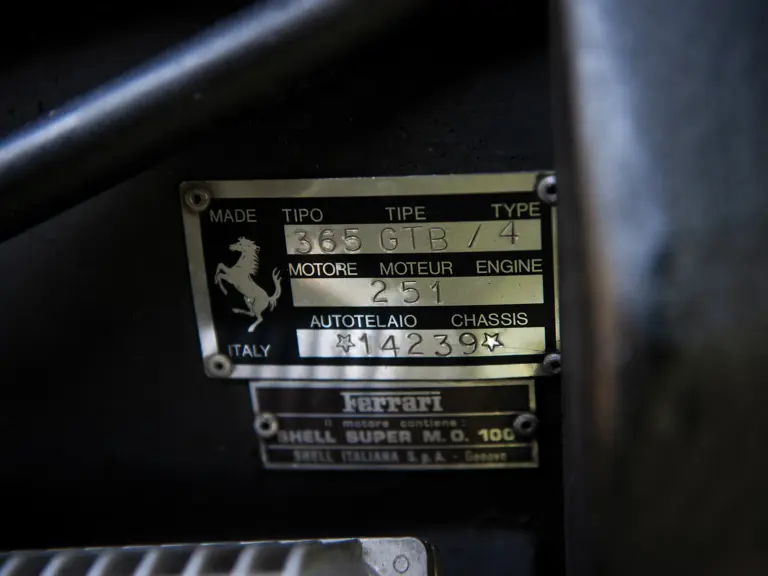 MADE TIPO TIPE TYPE
365 GTB / 4
MOTORE MOTEUR ENGINE
251
AUTOTELAIO CHASSIS
ITALY ☆14239☆
Ferrari
il motore contiene:
SHELL SUPER M.O. 100
SHELL ITALIANA S.p.A. - Genova